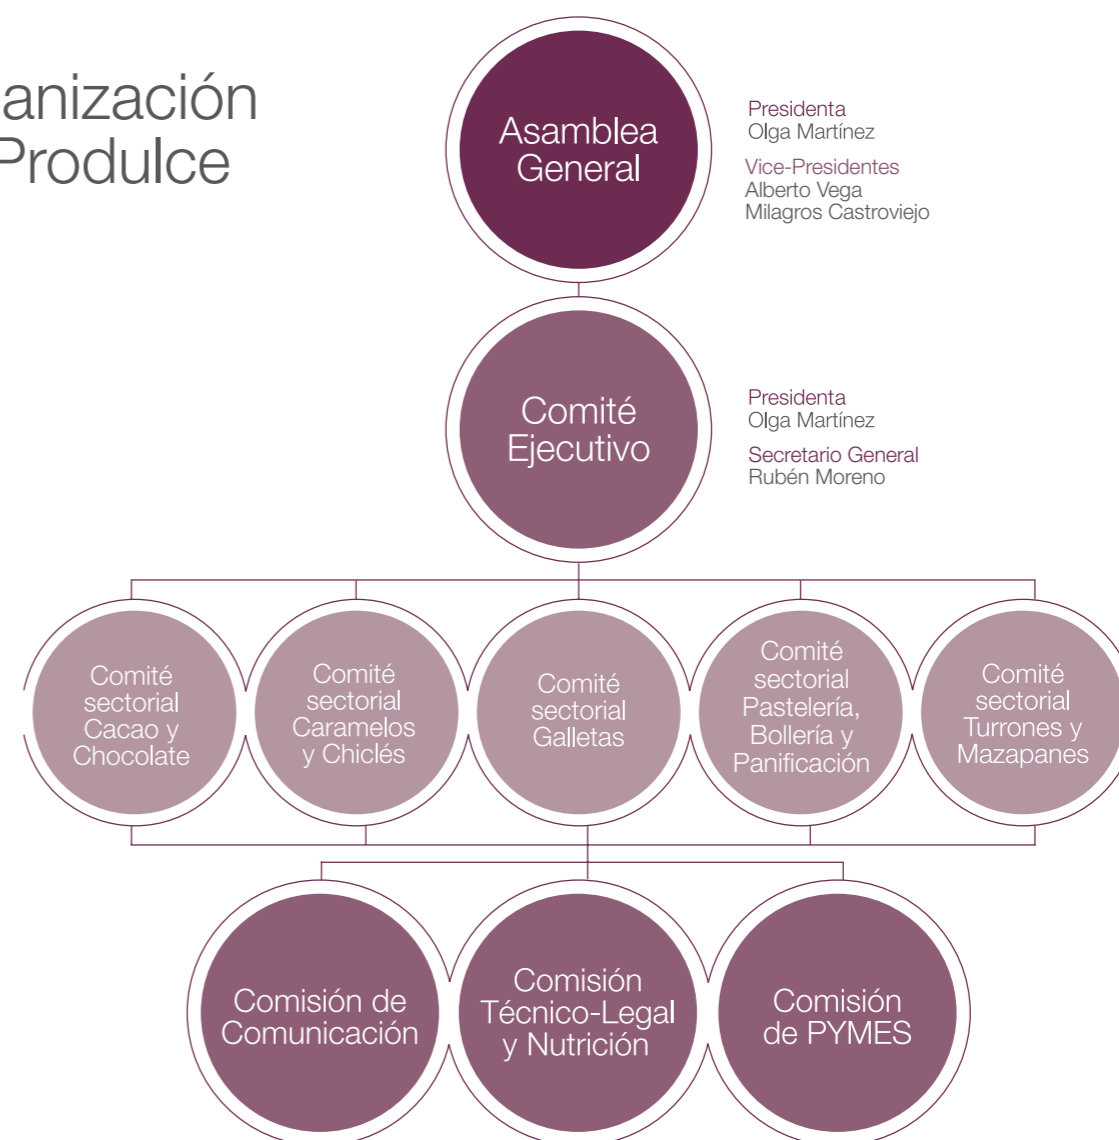 anización
Produlce
Asamblea
General
Presidenta
Olga Martínez
Vice-Presidentes
Alberto Vega
Milagros Castroviejo
Comité
Ejecutivo
Presidenta
Olga Martínez
Secretario General
Rubén Moreno
Comité
sectorial
Cacao y
Chocolate
Comité
sectorial
Caramelos
y Chiclés
Comité
sectorial
Galletas
Comité
sectorial
Pastelería,
Bollería y
Panificación
Comité
sectorial
Turrones y
Mazapanes
Comisión de
Comunicación
Comisión
Técnico-Legal
y Nutrición
Comisión
de PYMES